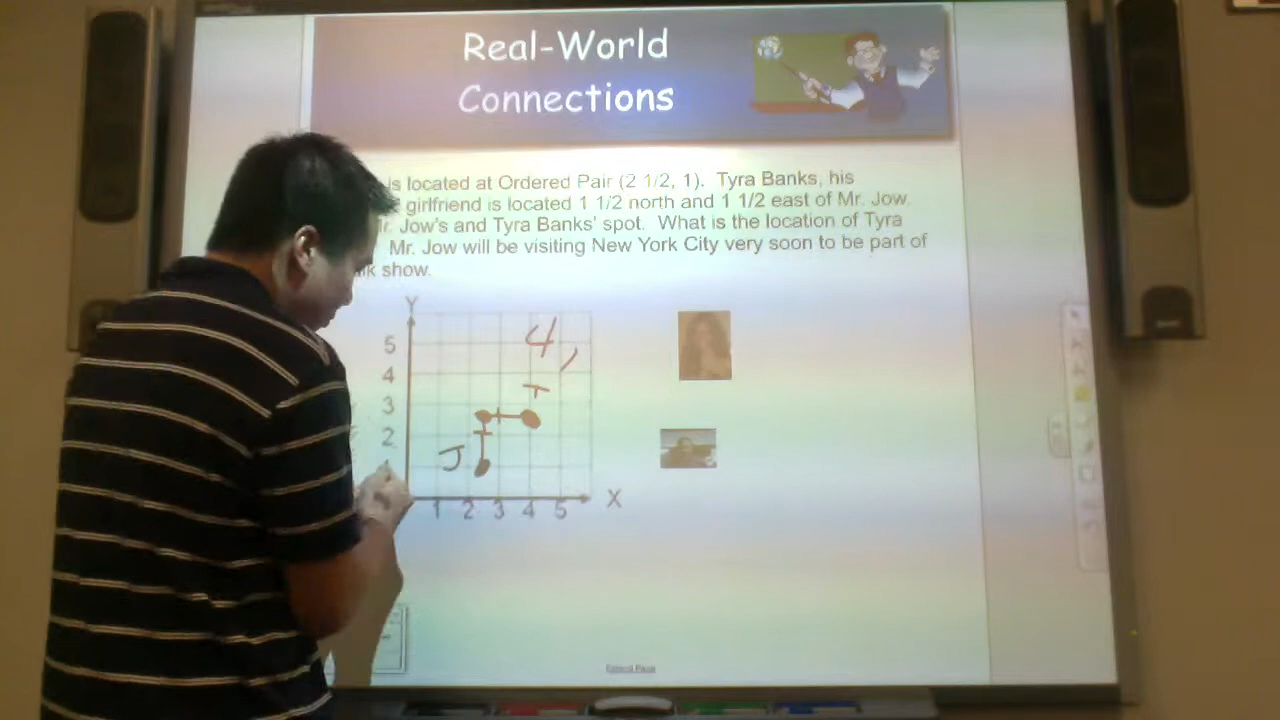 Real-World
Connections
is located at Ordered Pair (2 1/2, 1). Tyra Banks, his
girlfriend is located 1 1/2 north and 1 1/2 east of Mr. Jow.
Jow's and Tyra Banks' spot. What is the location of Tyra
Mr. Jow will be visiting New York City very soon to be part of
show.
Y
5
4,
4
T
3
2
J
X
1 2 3 4 5